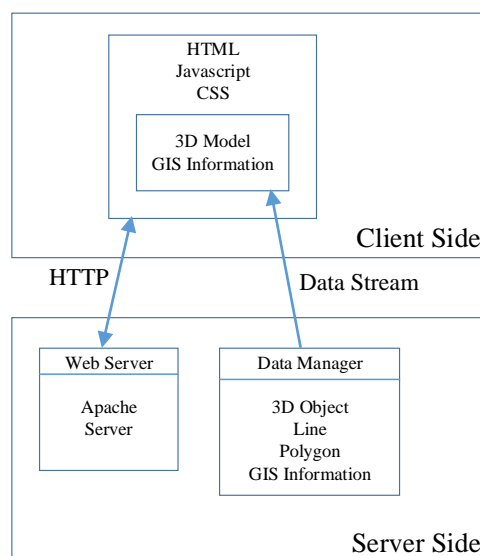 HTML
Javascript
CSS
3D Model
GIS Information
Client Side
HTTP
Data Stream
Web Server
Apache
Server
Data Manager
3D Object
Line
Polygon
GIS Information
Server Side